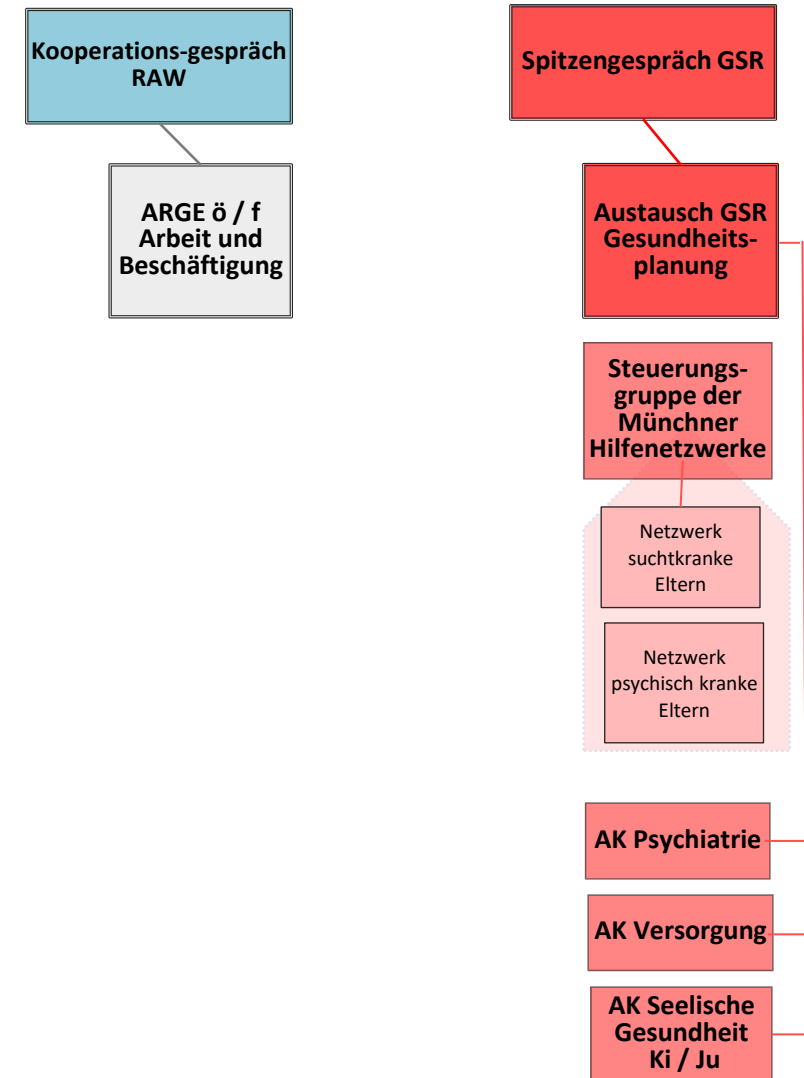 Kooperations-gespräch
RAW
ARGE ö / f
Arbeit und
Beschäftigung
Spitzengespräch GSR
Austausch GSR
Gesundheits-
planung
Steuerungs-
gruppe der
Münchner
Hilfenetzwerke
Netzwerk
suchtkranke
Eltern
Netzwerk
psychisch kranke
Eltern
AK Psychiatrie
AK Versorgung
AK Seelische
Gesundheit
Ki / Ju